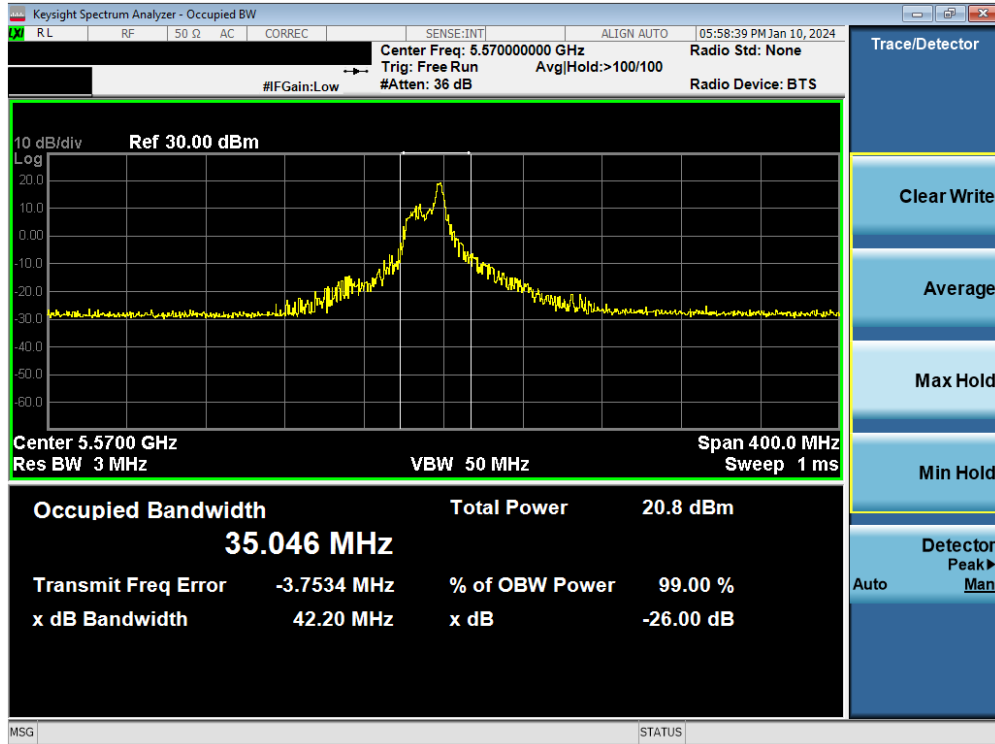 Keysight Spectrum Analyzer - Occupied BW
LXI RL RF 50 Ω AC CORREC SENSE:INT ALIGN AUTO 05:58:39 PM Jan 10, 2024
Center Freq: 5.570000000 GHz Radio Std: None
Trig: Free Run Avg|Hold:>100/100
#IFGain:Low #Atten: 36 dB Radio Device: BTS
10 dB/div Ref 30.00 dBm
Log
20.0
10.0
0.00
-10.0
-20.0
-30.0
-40.0
-50.0
-60.0
Center 5.5700 GHz Span 400.0 MHz
Res BW 3 MHz VBW 50 MHz Sweep 1 ms
Occupied Bandwidth Total Power 20.8 dBm
35.046 MHz
Transmit Freq Error -3.7534 MHz % of OBW Power 99.00 %
x dB Bandwidth 42.20 MHz x dB -26.00 dB
MSG STATUS
Trace/Detector
Clear Write
Average
Max Hold
Min Hold
Detector
Peak▶
Auto Man